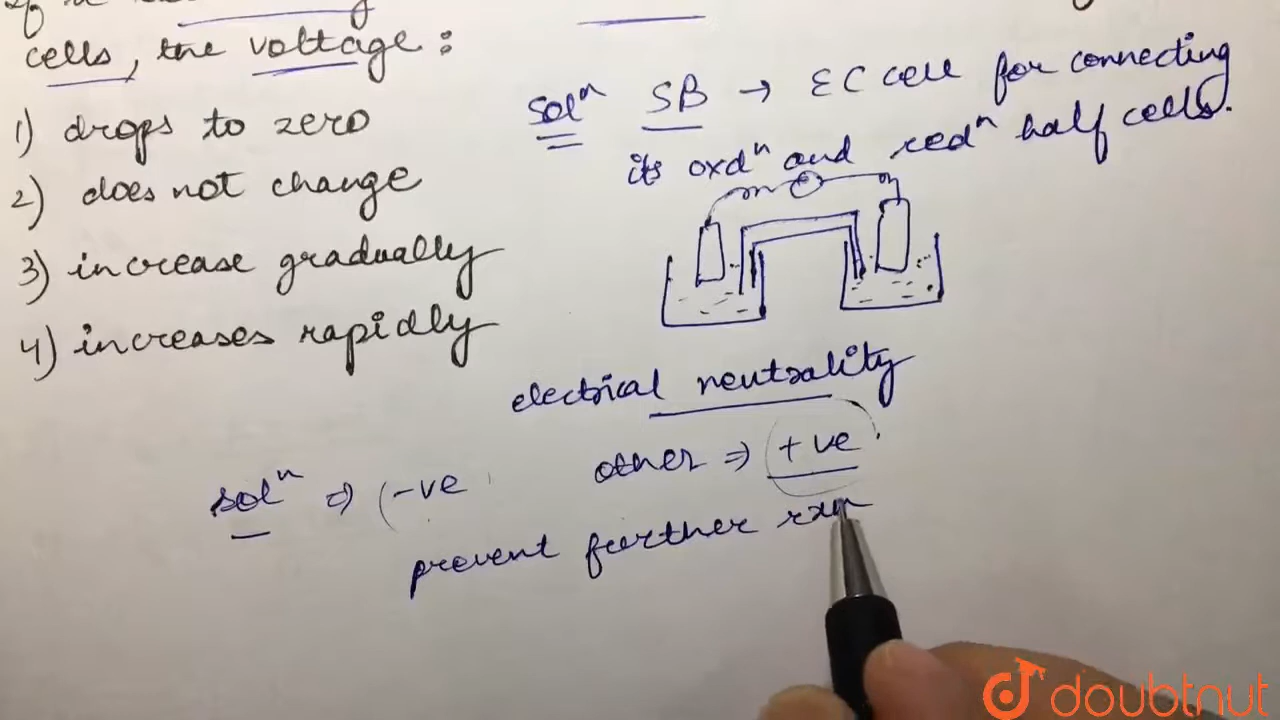 cells, the voltage :
1) drops to zero
2) does not change
3) increase gradually
4) increases rapidly
Solⁿ SB → EC cell for connecting
its oxdⁿ and redⁿ half cells.
electrical neutrality
solⁿ ⇒ (-ve other ⇒ +ve
prevent further rxn
doubtnut